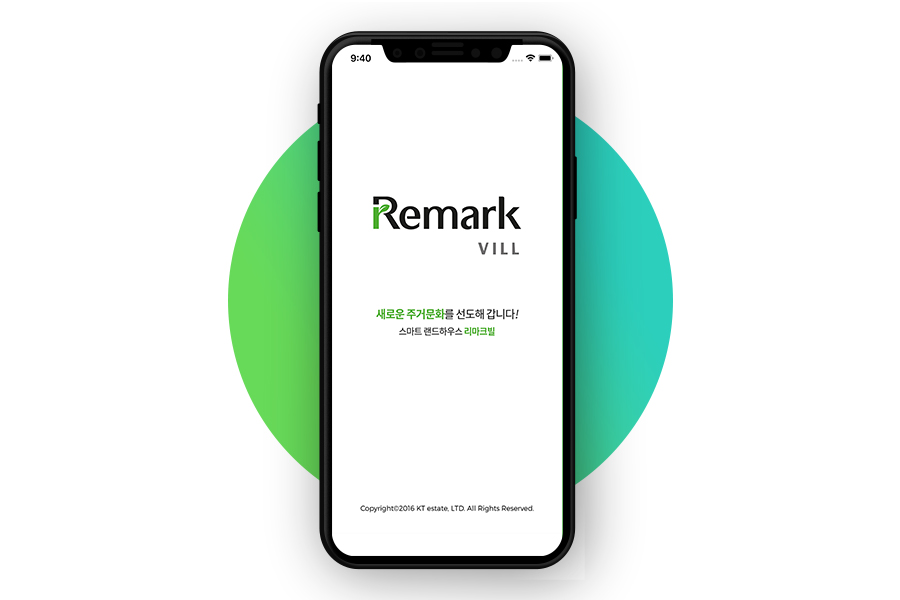 9:40
Remark
VILL
새로운 주거문화를 선도해 갑니다!
스마트 랜드하우스 리마크빌
Copyright©2016 KT estate, LTD. All Rights Reserved.